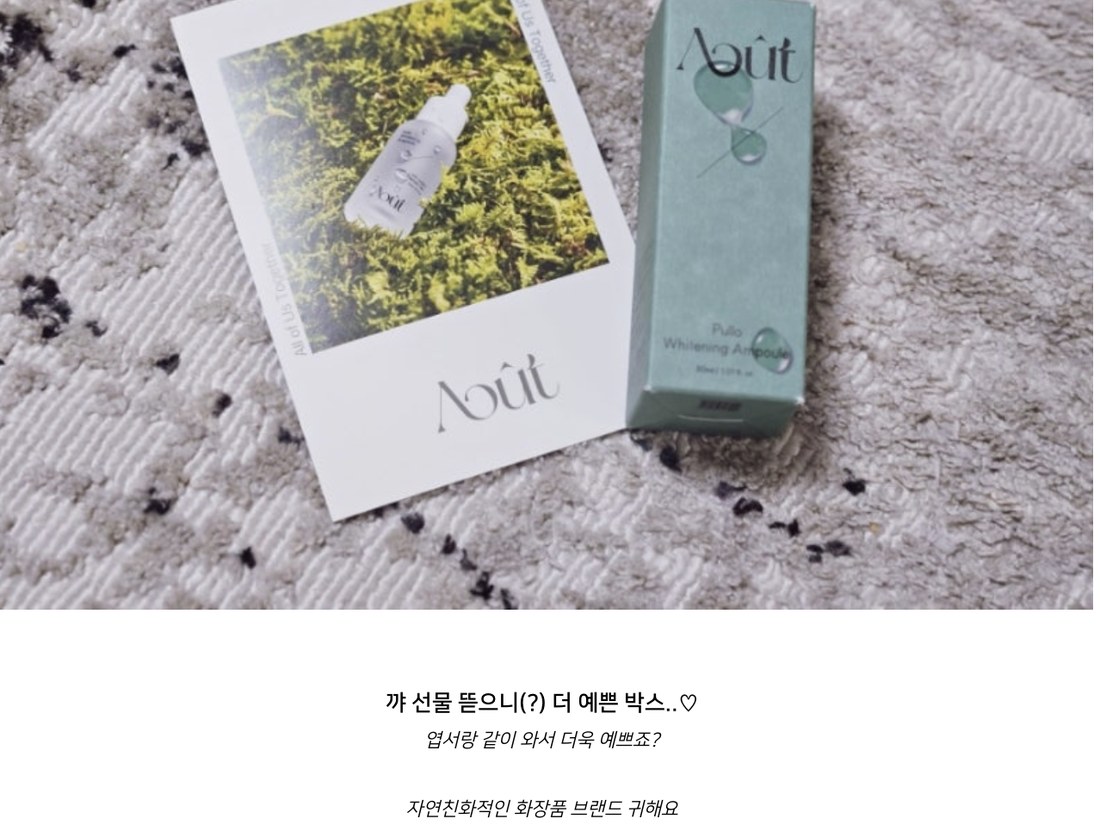 of Us Together
Août
Août
All of Us Together
Pullo
Whitening Ampoule
Août
꺄 선물 뜯으니(?) 더 예쁜 박스..♡
엽서랑 같이 와서 더욱 예쁘죠?
자연친화적인 화장품 브랜드 귀해요